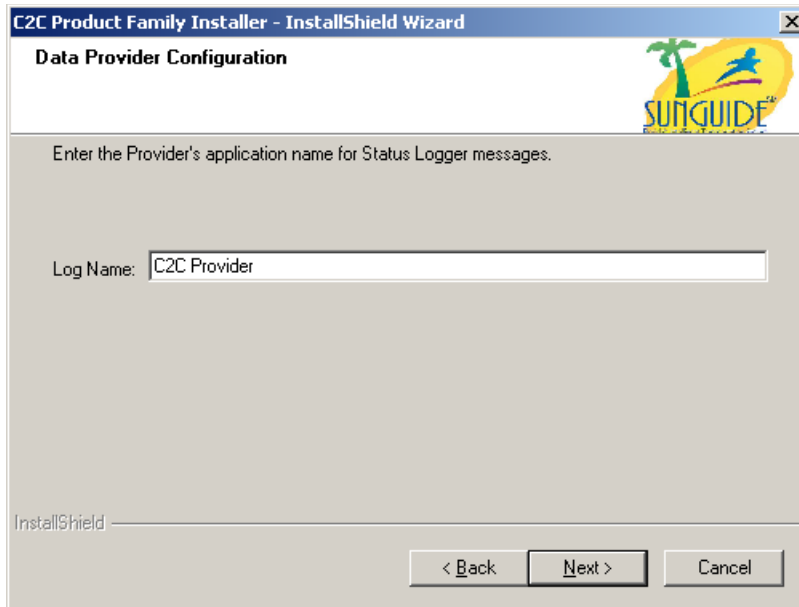 C2C Product Family Installer - InstallShield Wizard
Data Provider Configuration
SUNGUIDE
Enter the Provider's application name for Status Logger messages.
Log Name: C2C Provider
InstallShield
< Back Next > Cancel